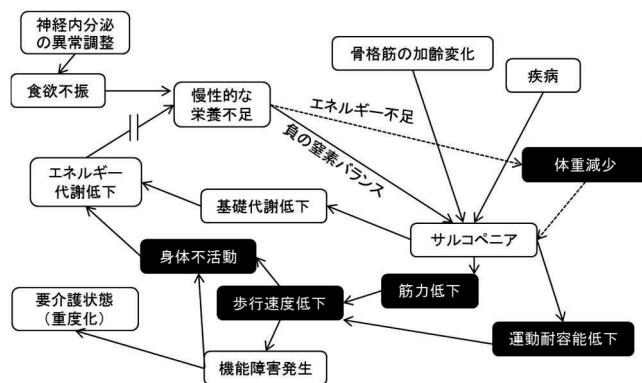 神経内分泌
の異常調整
骨格筋の加齢変化
疾病
食欲不振
慢性的な
栄養不足
エネルギー不足
負の窒素バランス
体重減少
エネルギー
代謝低下
基礎代謝低下
サルコペニア
身体不活動
筋力低下
要介護状態
（重度化）
歩行速度低下
運動耐容能低下
機能障害発生